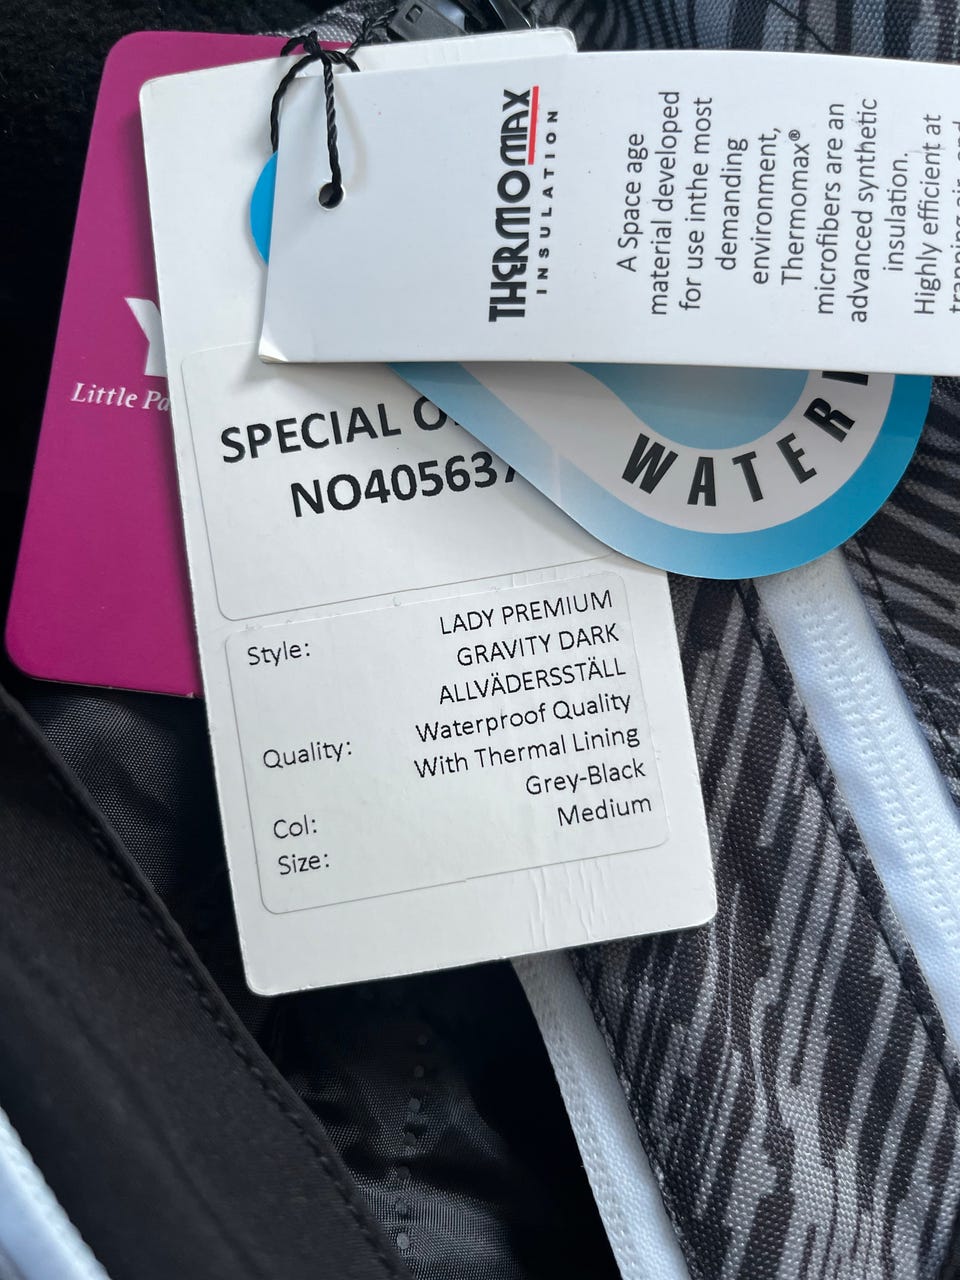 THERMOMAX
INSULATION
A Space age
material developed
for use inthe most
demanding
environment,
Thermomax®
microfibers are an
advanced synthetic
insulation.
Highly efficient at
Little
SPECIAL
NO405637
WATER
Style: LADY PREMIUM
GRAVITY DARK
ALLVÄDERSSTÄLL
Quality: Waterproof Quality
With Thermal Lining
Col: Grey-Black
Size: Medium